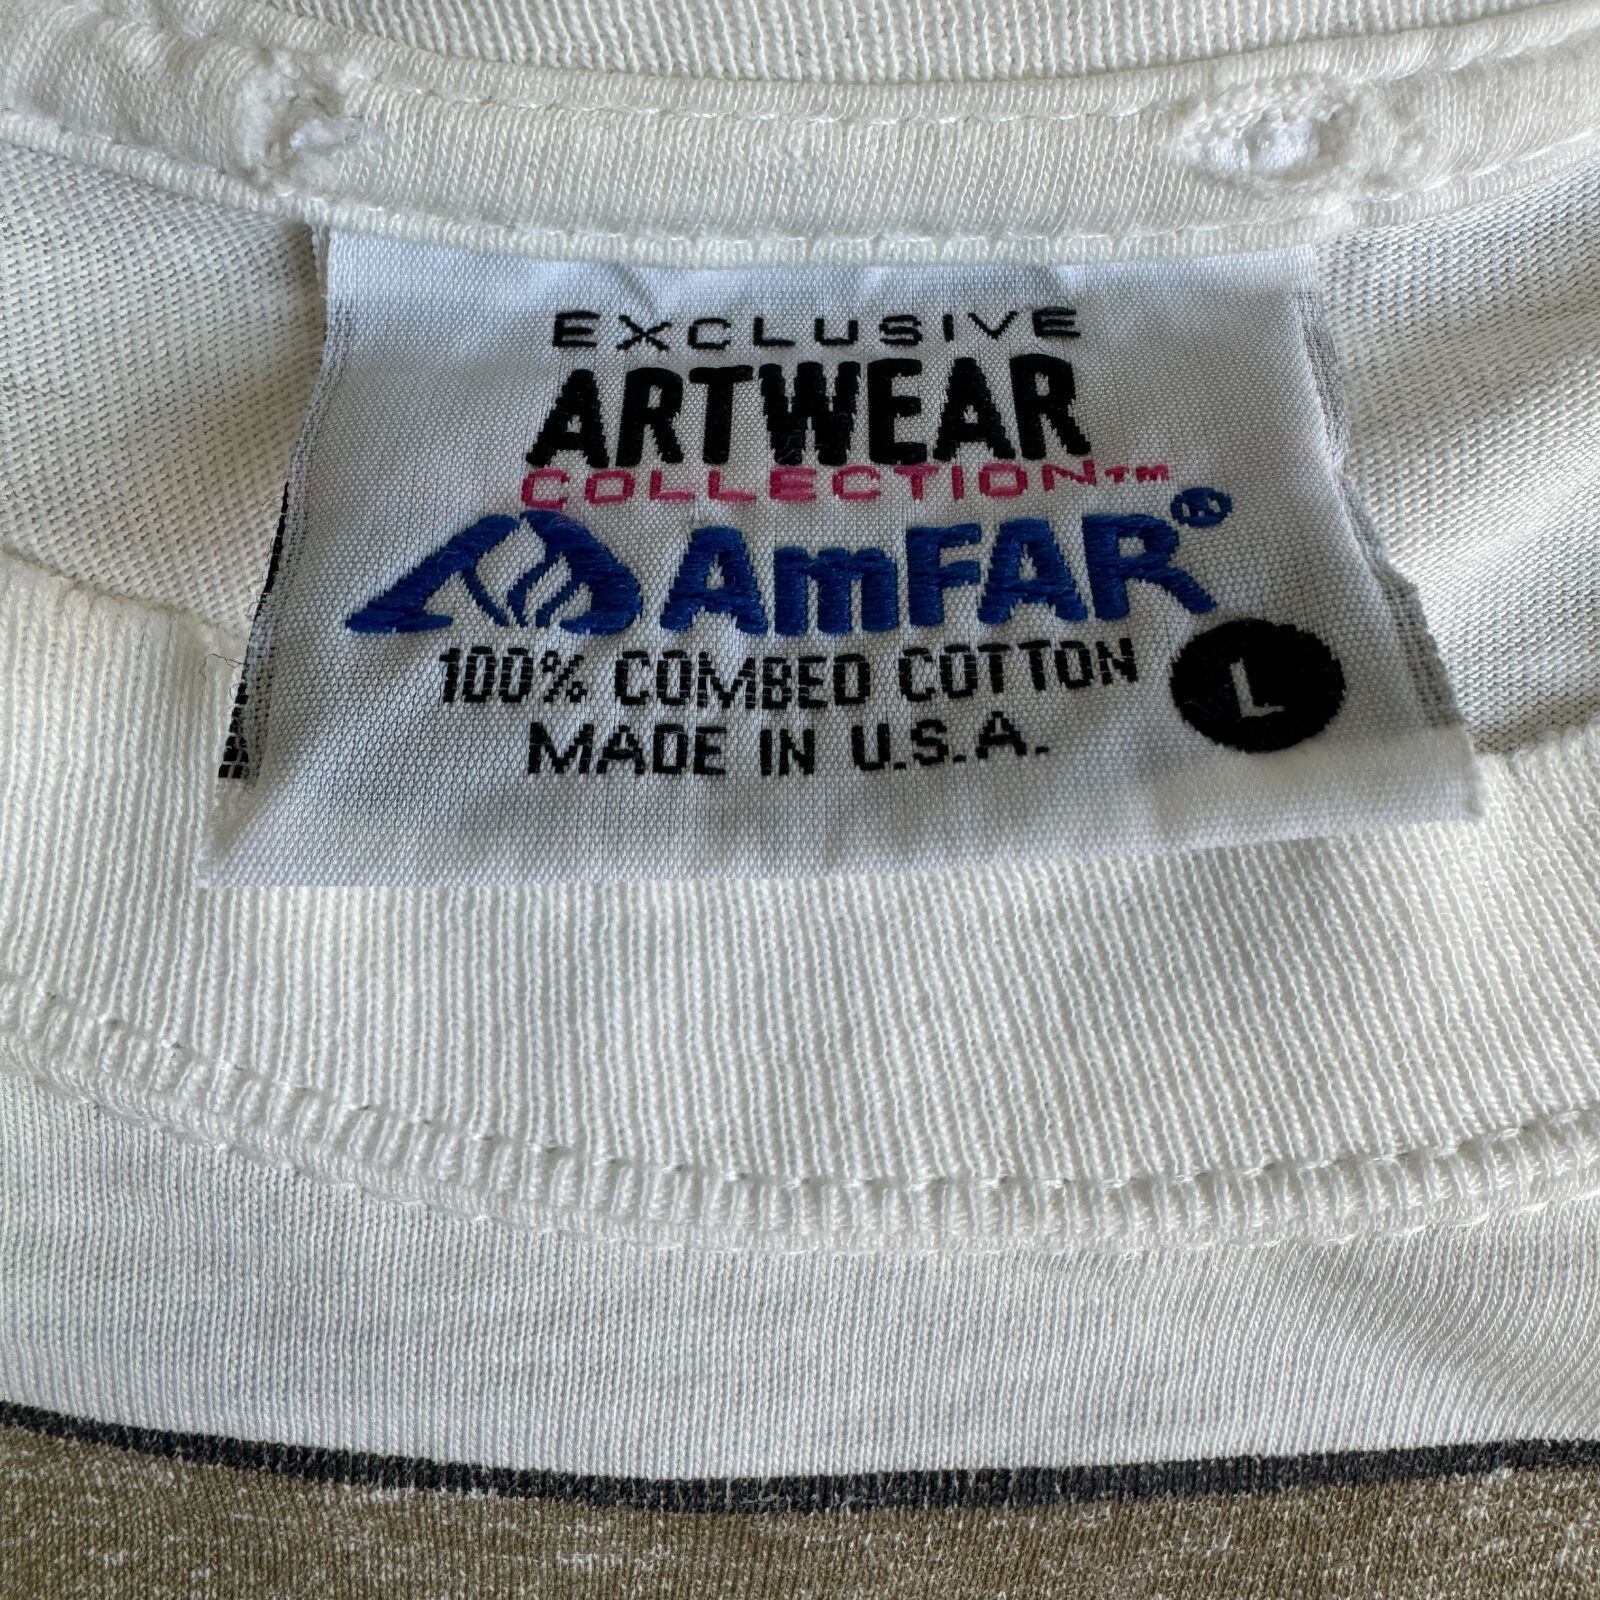 EXCLUSIVE
ARTWEAR
COLLECTION™
AmFAR®
100% COMBED COTTON
MADE IN U.S.A.
L